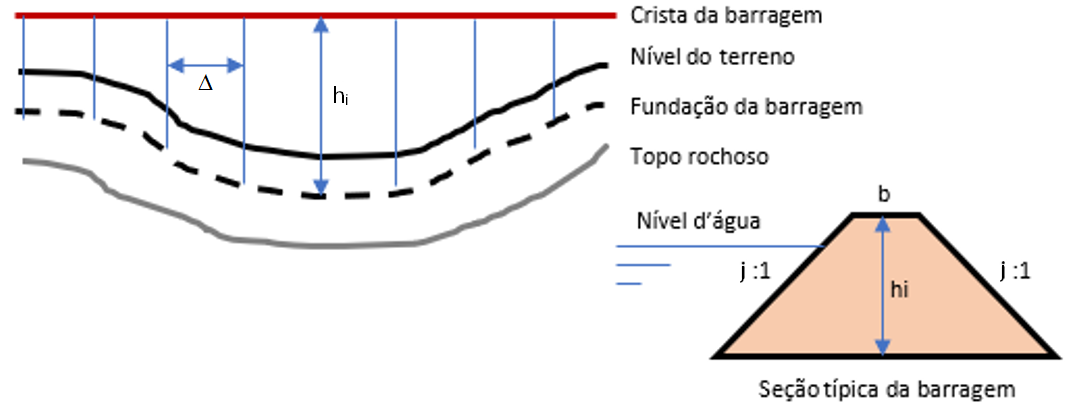 Crista da barragem
Nível do terreno
Δ
hᵢ
Fundação da barragem
Topo rochoso
b
Nível d'água
j :1
j :1
hi
Seção típica da barragem